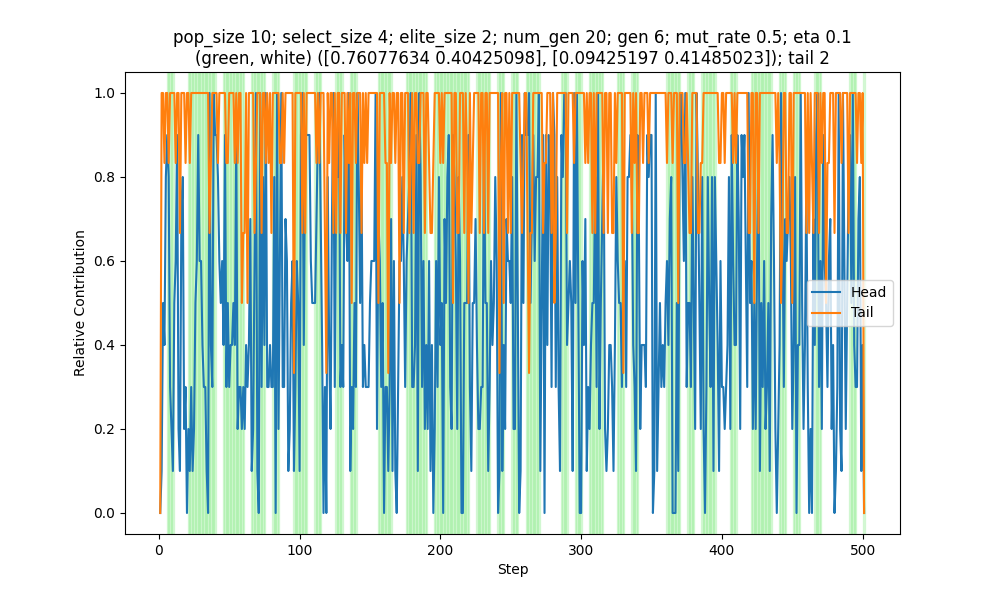 pop_size 10; select_size 4; elite_size 2; num_gen 20; gen 6; mut_rate 0.5; eta 0.1
(green, white) ([0.76077634 0.40425098], [0.09425197 0.41485023]); tail 2
Relative Contribution
1.0
0.8
0.6
0.4
0.2
0.0
Head
Tail
0 100 200 300 400 500
Step